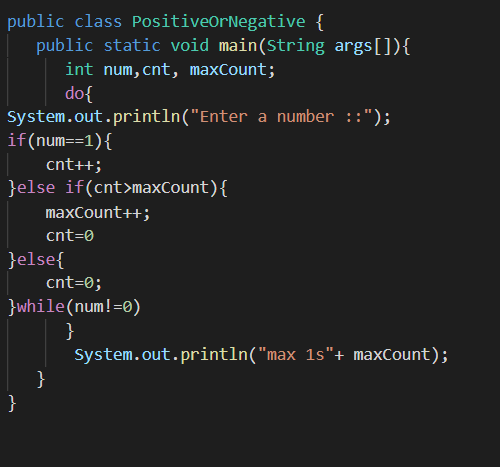 public class PositiveOrNegative {
public static void main(String args[]){
int num,cnt, maxCount;
do{
System.out.println("Enter a number ::");
if(num==1){
cnt++;
}else if(cnt>maxCount){
maxCount++;
cnt=0
}else{
cnt=0;
}while(num!=0)
}
System.out.println("max 1s"+ maxCount);
}
}